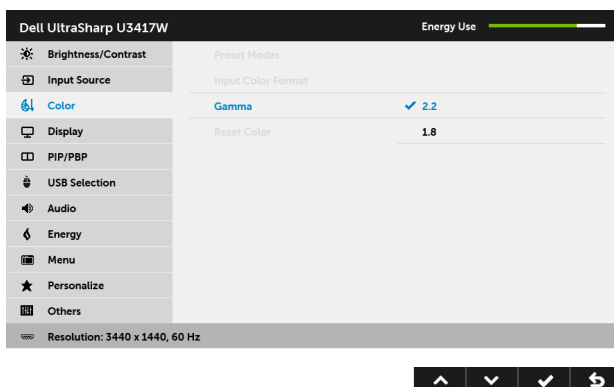 Dell UltraSharp U3417W
Energy Use
Brightness/Contrast
Preset Modes
Input Source
Input Color Format
Color
Gamma
2.2
Display
Reset Color
1.8
PIP/PBP
USB Selection
Audio
Energy
Menu
Personalize
Others
Resolution: 3440 x 1440, 60 Hz